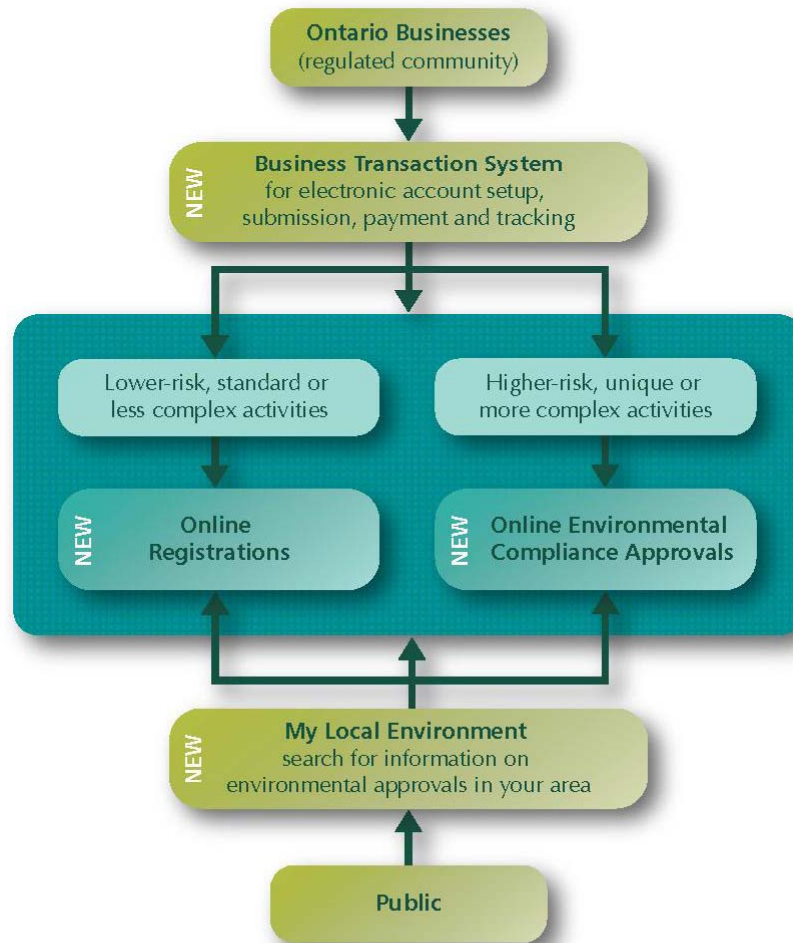 Ontario Businesses
(regulated community)
NEW
Business Transaction System
for electronic account setup,
submission, payment and tracking
Lower-risk, standard or
less complex activities
Higher-risk, unique or
more complex activities
NEW
Online
Registrations
NEW
Online Environmental
Compliance Approvals
NEW
My Local Environment
search for information on
environmental approvals in your area
Public